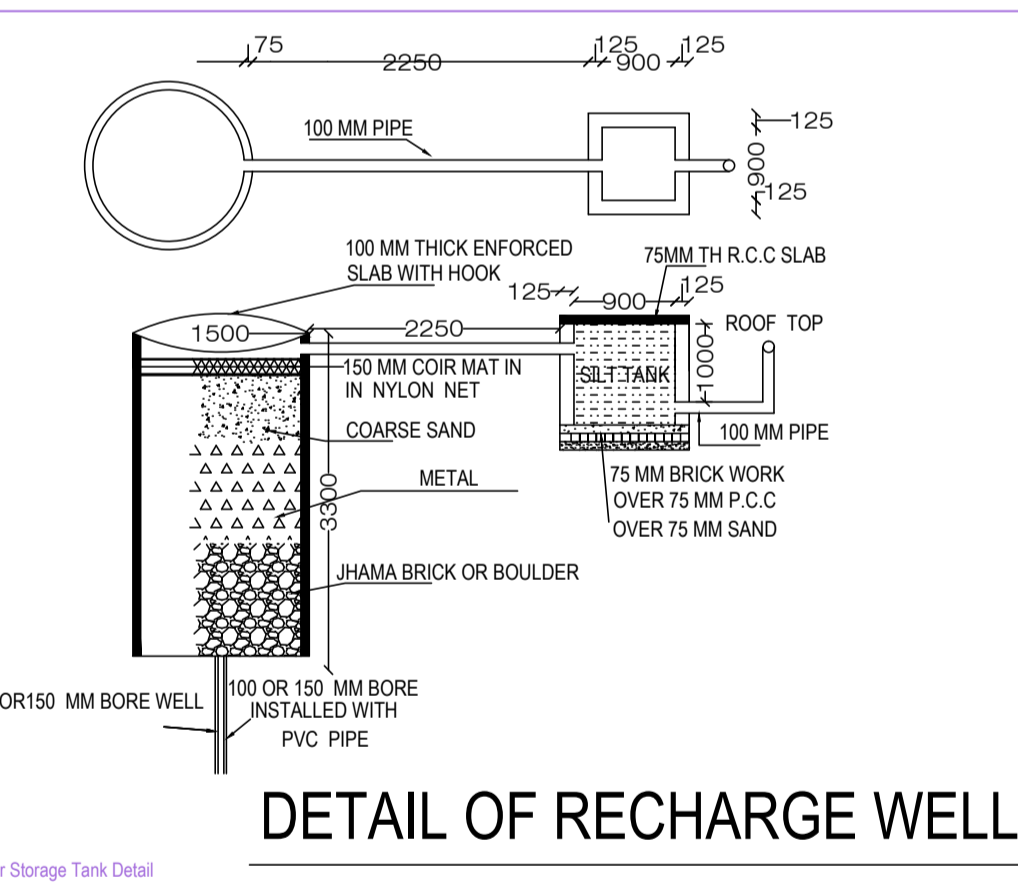 75
2250
125
900
125
100 MM PIPE
125
900
125
100 MM THICK ENFORCED
SLAB WITH HOOK
75MM TH R.C.C SLAB
125
900
125
1500
2250
ROOF TOP
1000
SILT TANK
150 MM COIR MAT IN
IN NYLON NET
COARSE SAND
100 MM PIPE
METAL
3300
75 MM BRICK WORK
OVER 75 MM P.C.C
OVER 75 MM SAND
JHAMA BRICK OR BOULDER
OR150 MM BORE WELL
100 OR 150 MM BORE
INSTALLED WITH
PVC PIPE
DETAIL OF RECHARGE WELL
r Storage Tank Detail